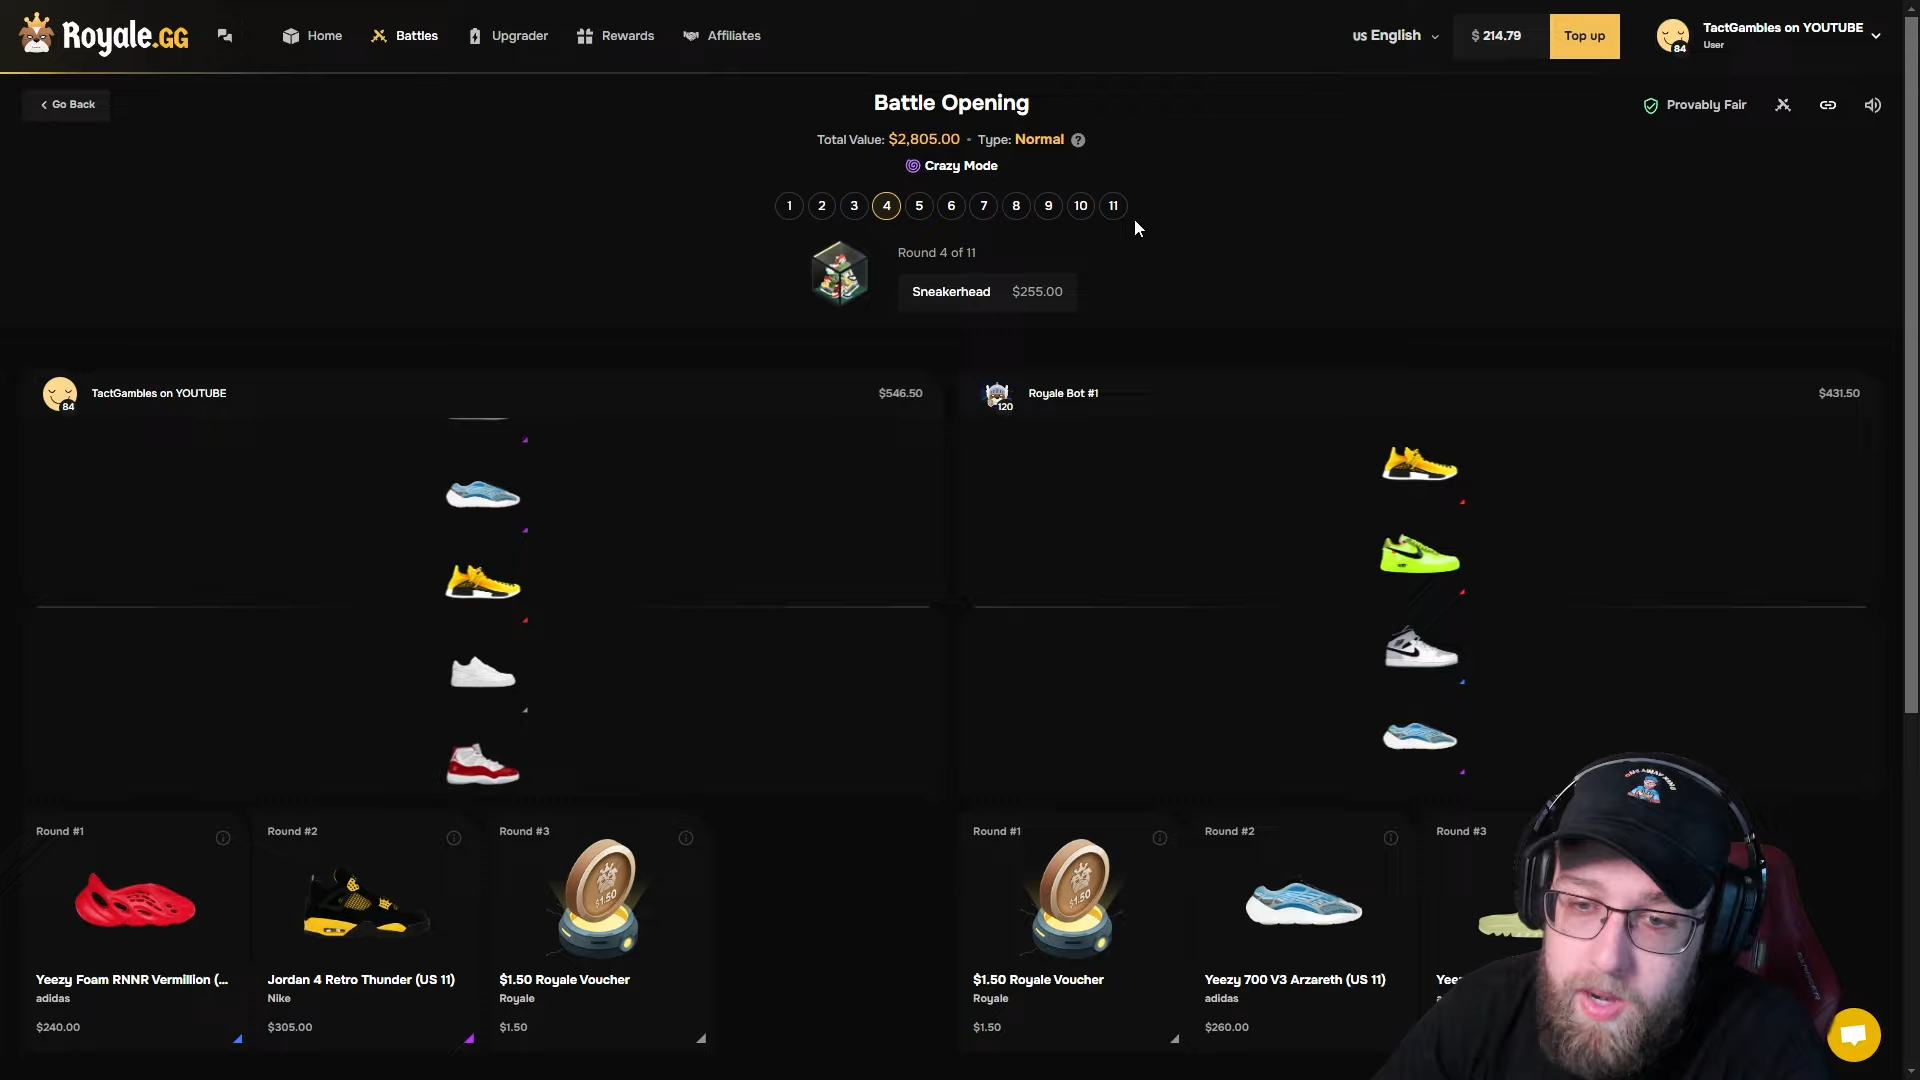 Royale.GG
Home
Battles
Upgrader
Rewards
Affiliates
us English
$ 214.79
Top up
84
TactGambles on YOUTUBE
User
Go Back
Battle Opening
Provably Fair
Total Value: $2,805.00 - Type: Normal ?
Crazy Mode
1 2 3 4 5 6 7 8 9 10 11
Round 4 of 11
Sneakerhead $255.00
84
TactGambles on YOUTUBE
$546.50
120
Royale Bot #1
$431.50
Round #1
Yeezy Foam RNNR Vermillion (...
adidas
$240.00
Round #2
Jordan 4 Retro Thunder (US 11)
Nike
$305.00
Round #3
$1.50
$1.50 Royale Voucher
Royale
$1.50
Round #1
$1.50
$1.50 Royale Voucher
Royale
$1.50
Round #2
Yeezy 700 V3 Arzareth (US 11)
adidas
$260.00
Round #3